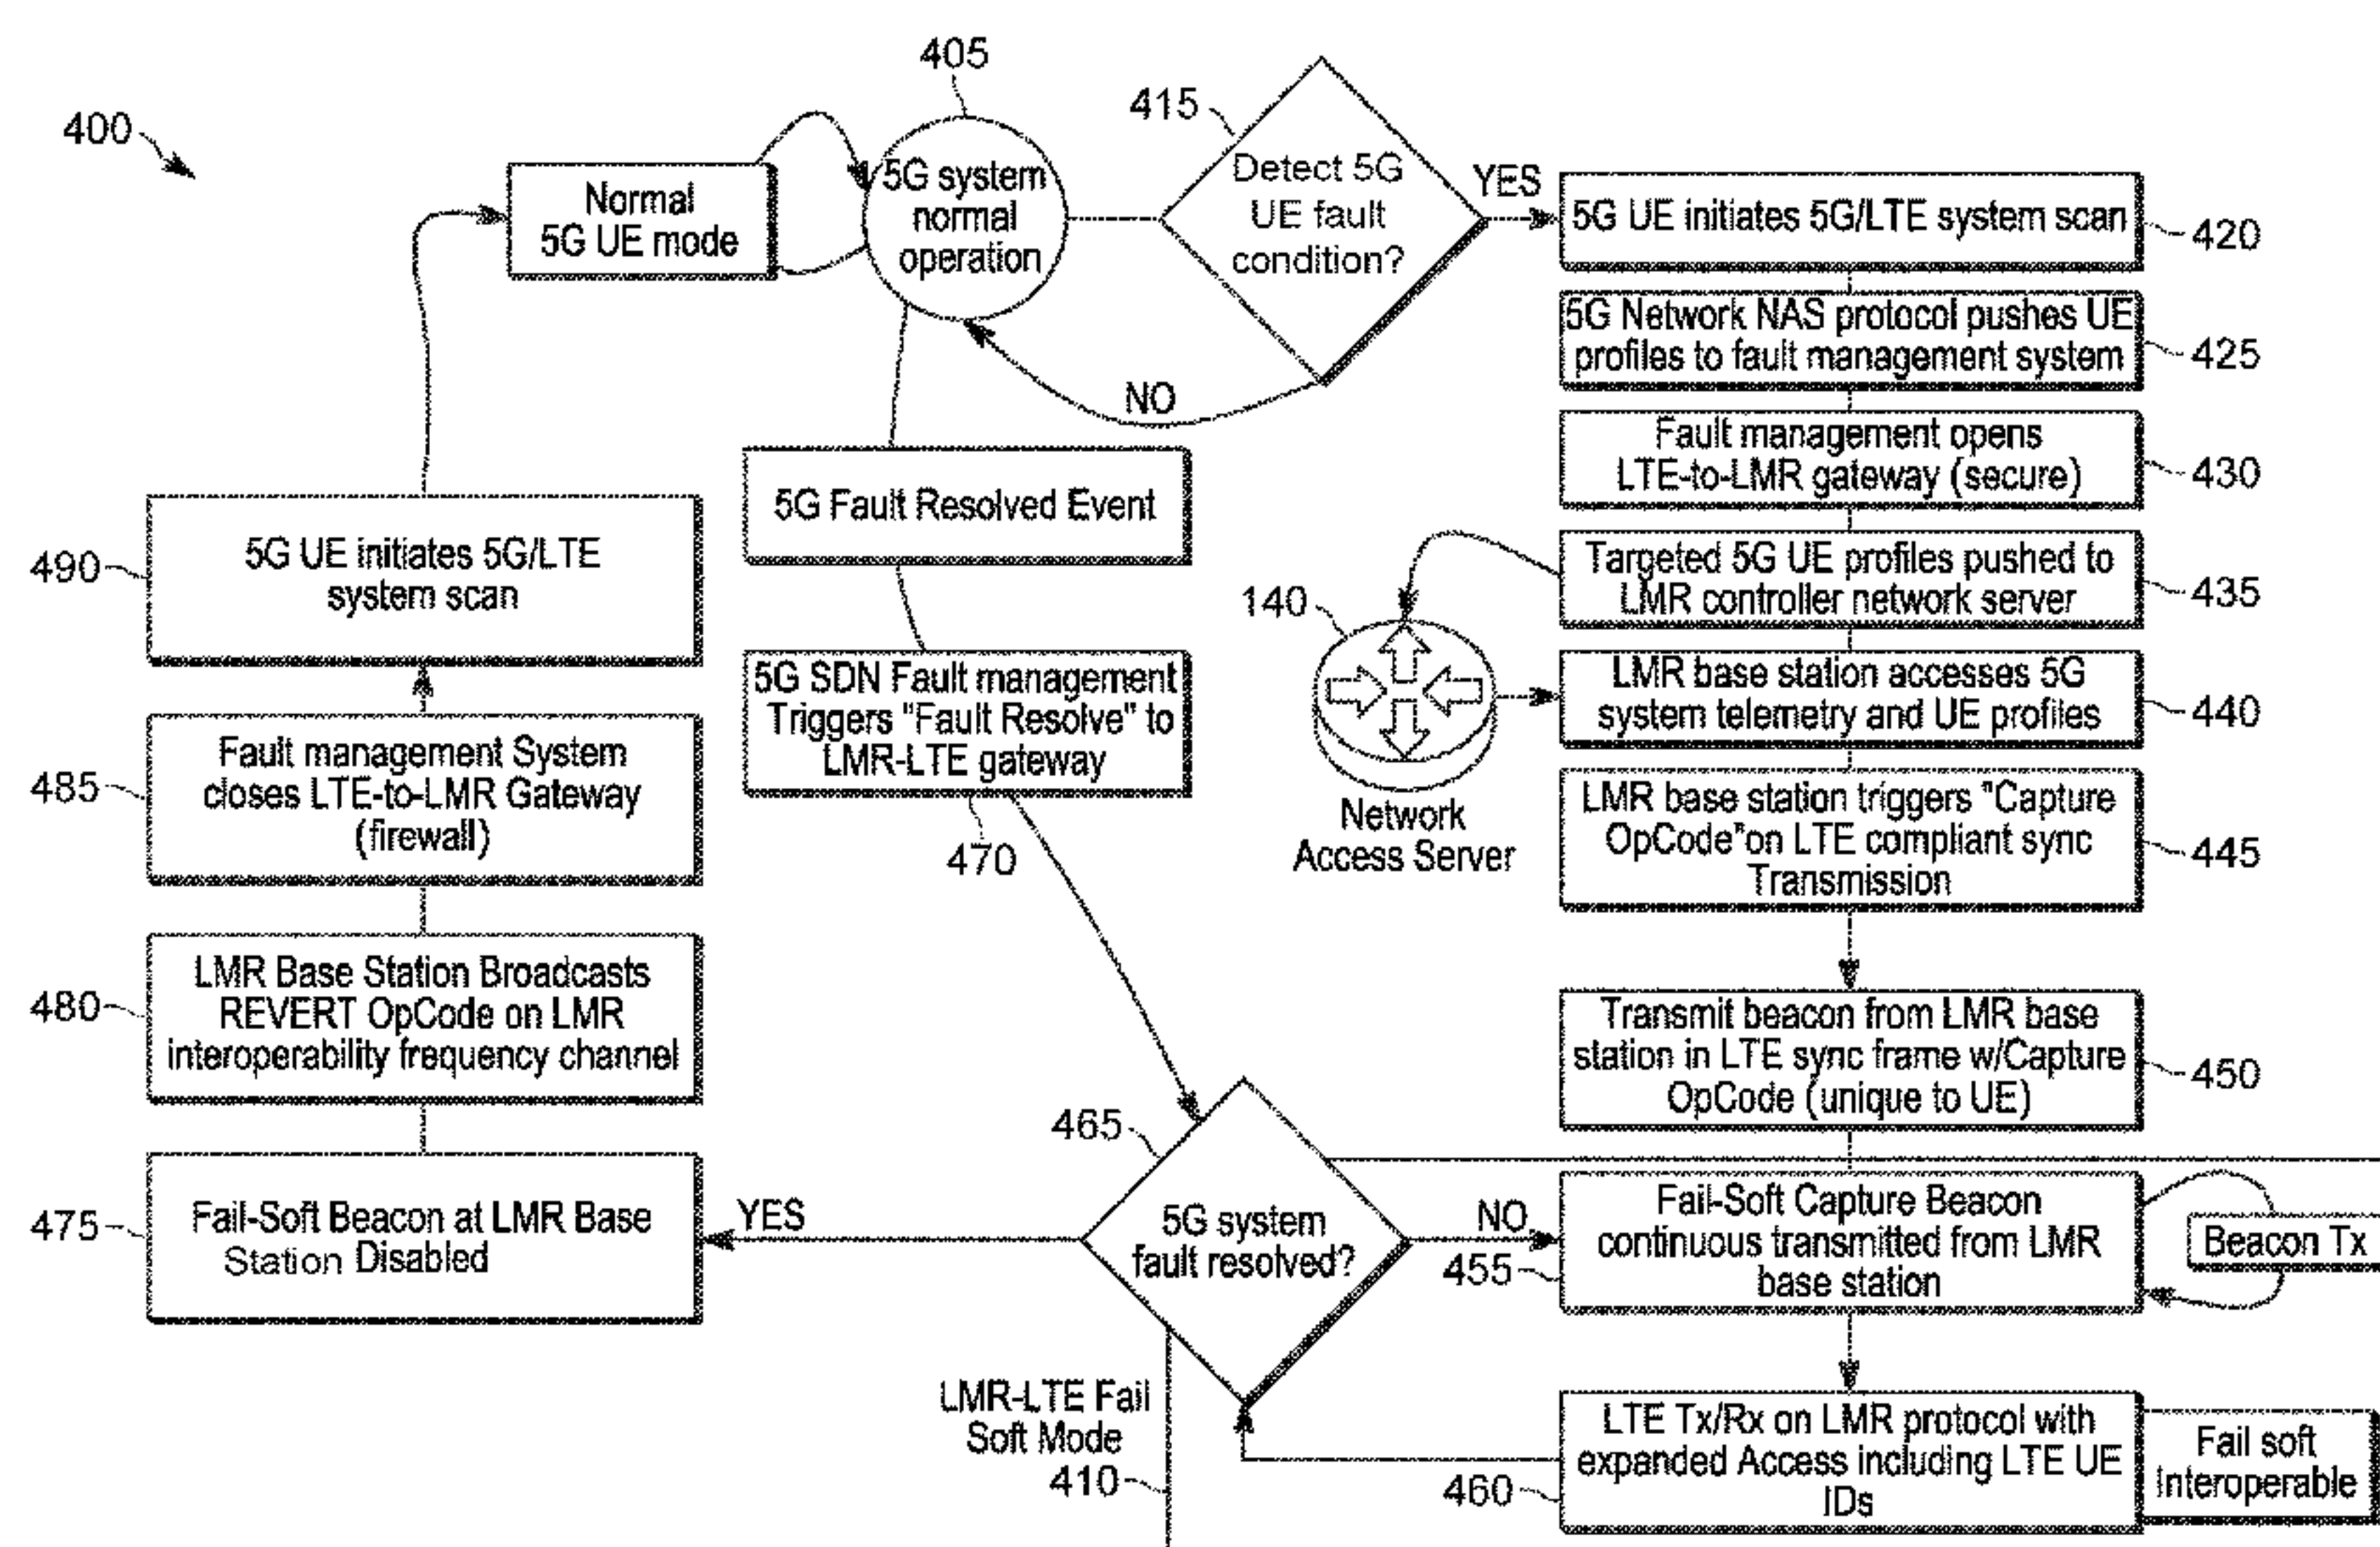 400
405
415
Normal
5G UE mode
5G system
normal
operation
Detect 5G
UE fault
condition?
YES
NO
5G UE initiates 5G/LTE system scan
420
5G Network NAS protocol pushes UE
profiles to fault management system
425
Fault management opens
LTE-to-LMR gateway (secure)
430
Targeted 5G UE profiles pushed to
LMR controller network server
435
140
Network
Access Server
LMR base station accesses 5G
system telemetry and UE profiles
440
LMR base station triggers "Capture
OpCode"on LTE compliant sync
Transmission
445
Transmit beacon from LMR base
station in LTE sync frame w/Capture
OpCode (unique to UE)
450
5G Fault Resolved Event
5G SDN Fault management
Triggers "Fault Resolve" to
LMR-LTE gateway
470
465
5G system
fault resolved?
YES
NO
455
Fail-Soft Capture Beacon
continuous transmitted from LMR
base station
Beacon Tx
LTE Tx/Rx on LMR protocol with
expanded Access including LTE UE
IDs
460
Fail soft
Interoperable
LMR-LTE Fail
Soft Mode
410
475
Fail-Soft Beacon at LMR Base
Station Disabled
480
LMR Base Station Broadcasts
REVERT OpCode on LMR
interoperability frequency channel
485
Fault management System
closes LTE-to-LMR Gateway
(firewall)
490
5G UE initiates 5G/LTE
system scan